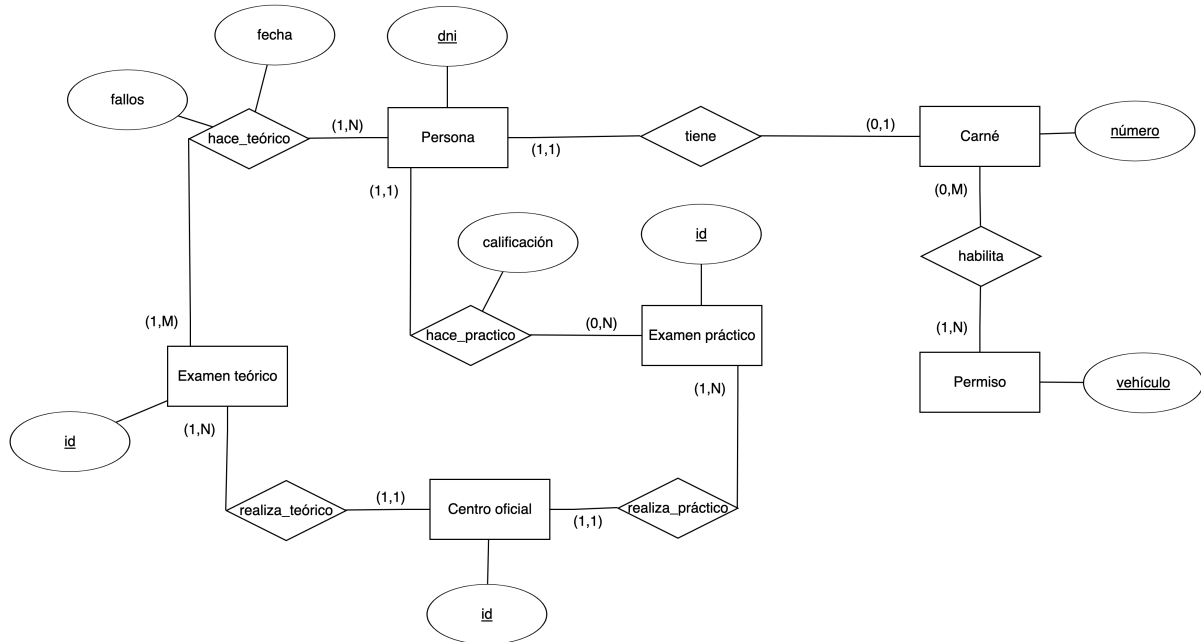 fecha
dni
fallos
hace_teórico
(1,N)
Persona
(1,1)
tiene
(0,1)
Carné
número
(1,1)
(0,M)
calificación
id
habilita
(1,M)
hace_practico
(0,N)
Examen práctico
(1,N)
Examen teórico
(1,N)
Permiso
vehículo
id
(1,N)
realiza_teórico
(1,1)
Centro oficial
(1,1)
realiza_práctico
id